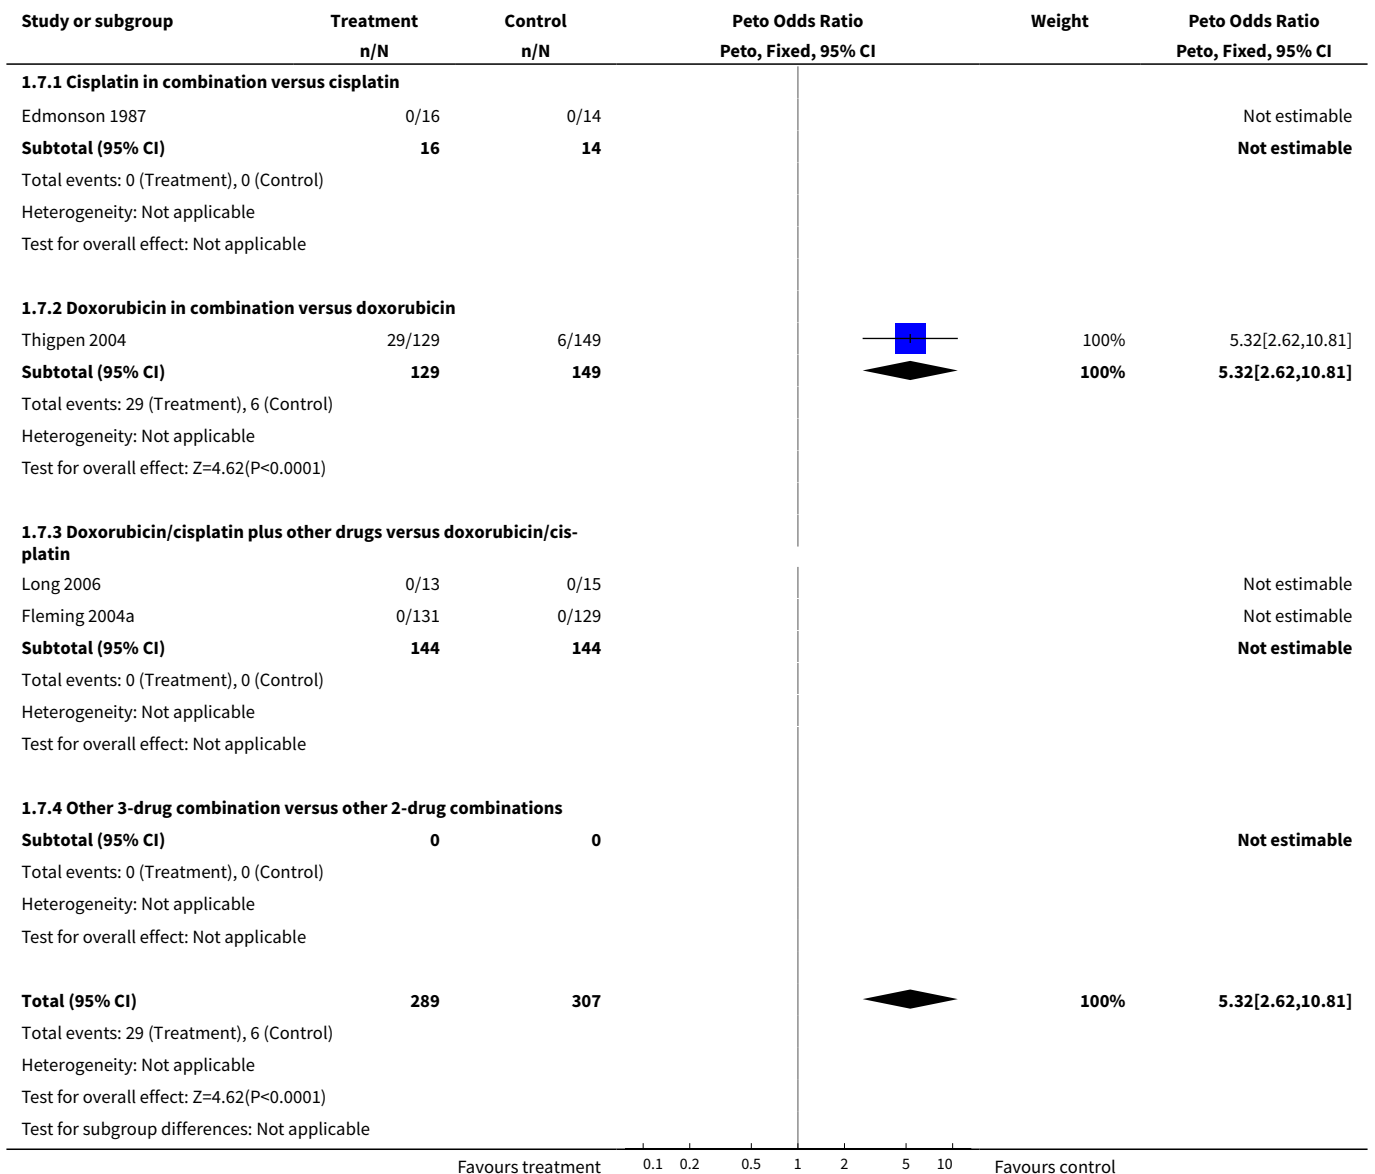 Study or subgroup Treatment Control Peto Odds Ratio Weight Peto Odds Ratio
n/N n/N Peto, Fixed, 95% CI Peto, Fixed, 95% CI
1.7.1 Cisplatin in combination versus cisplatin
Edmonson 1987 0/16 0/14 Not estimable
Subtotal (95% CI) 16 14 Not estimable
Total events: 0 (Treatment), 0 (Control)
Heterogeneity: Not applicable
Test for overall effect: Not applicable
1.7.2 Doxorubicin in combination versus doxorubicin
Thigpen 2004 29/129 6/149 100% 5.32[2.62,10.81]
Subtotal (95% CI) 129 149 100% 5.32[2.62,10.81]
Total events: 29 (Treatment), 6 (Control)
Heterogeneity: Not applicable
Test for overall effect: Z=4.62(P<0.0001)
1.7.3 Doxorubicin/cisplatin plus other drugs versus doxorubicin/cis-
platin
Long 2006 0/13 0/15 Not estimable
Fleming 2004a 0/131 0/129 Not estimable
Subtotal (95% CI) 144 144 Not estimable
Total events: 0 (Treatment), 0 (Control)
Heterogeneity: Not applicable
Test for overall effect: Not applicable
1.7.4 Other 3-drug combination versus other 2-drug combinations
Subtotal (95% CI) 0 0 Not estimable
Total events: 0 (Treatment), 0 (Control)
Heterogeneity: Not applicable
Test for overall effect: Not applicable
Total (95% CI) 289 307 100% 5.32[2.62,10.81]
Total events: 29 (Treatment), 6 (Control)
Heterogeneity: Not applicable
Test for overall effect: Z=4.62(P<0.0001)
Test for subgroup differences: Not applicable
Favours treatment 0.1 0.2 0.5 1 2 5 10 Favours control